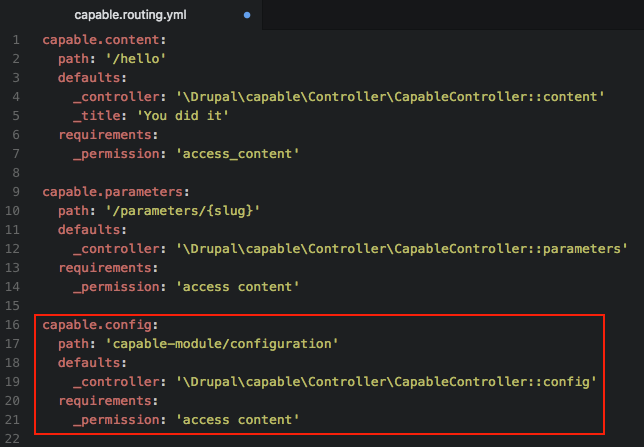 capable.routing.yml
1 capable.content:
2   path: '/hello'
3   defaults:
4     _controller: '\Drupal\capable\Controller\CapableController::content'
5     _title: 'You did it'
6   requirements:
7     _permission: 'access_content'
8
9 capable.parameters:
10   path: '/parameters/{slug}'
11   defaults:
12     _controller: '\Drupal\capable\Controller\CapableController::parameters'
13   requirements:
14     _permission: 'access content'
15
16 capable.config:
17   path: 'capable-module/configuration'
18   defaults:
19     _controller: '\Drupal\capable\Controller\CapableController::config'
20   requirements:
21     _permission: 'access content'
22